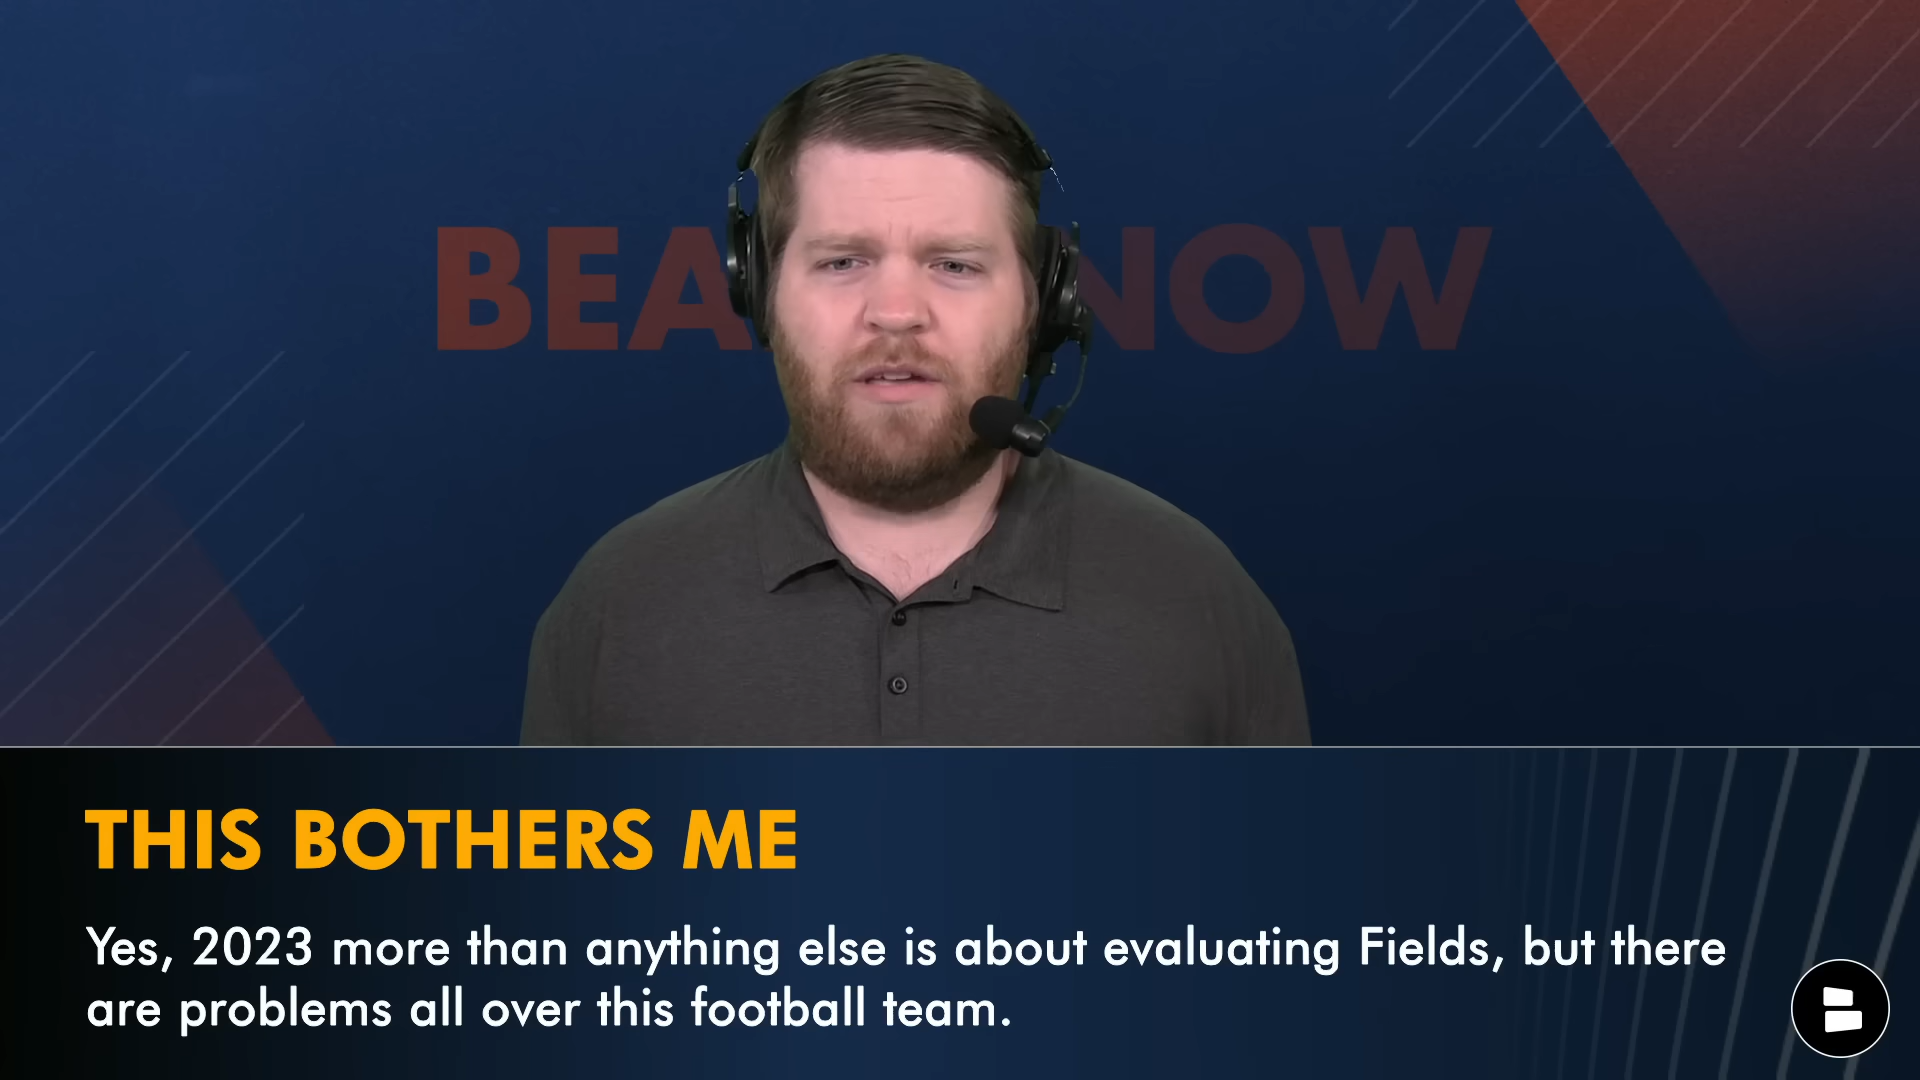 BEA NOW
THIS BOTHERS ME
Yes, 2023 more than anything else is about evaluating Fields, but there
are problems all over this football team.